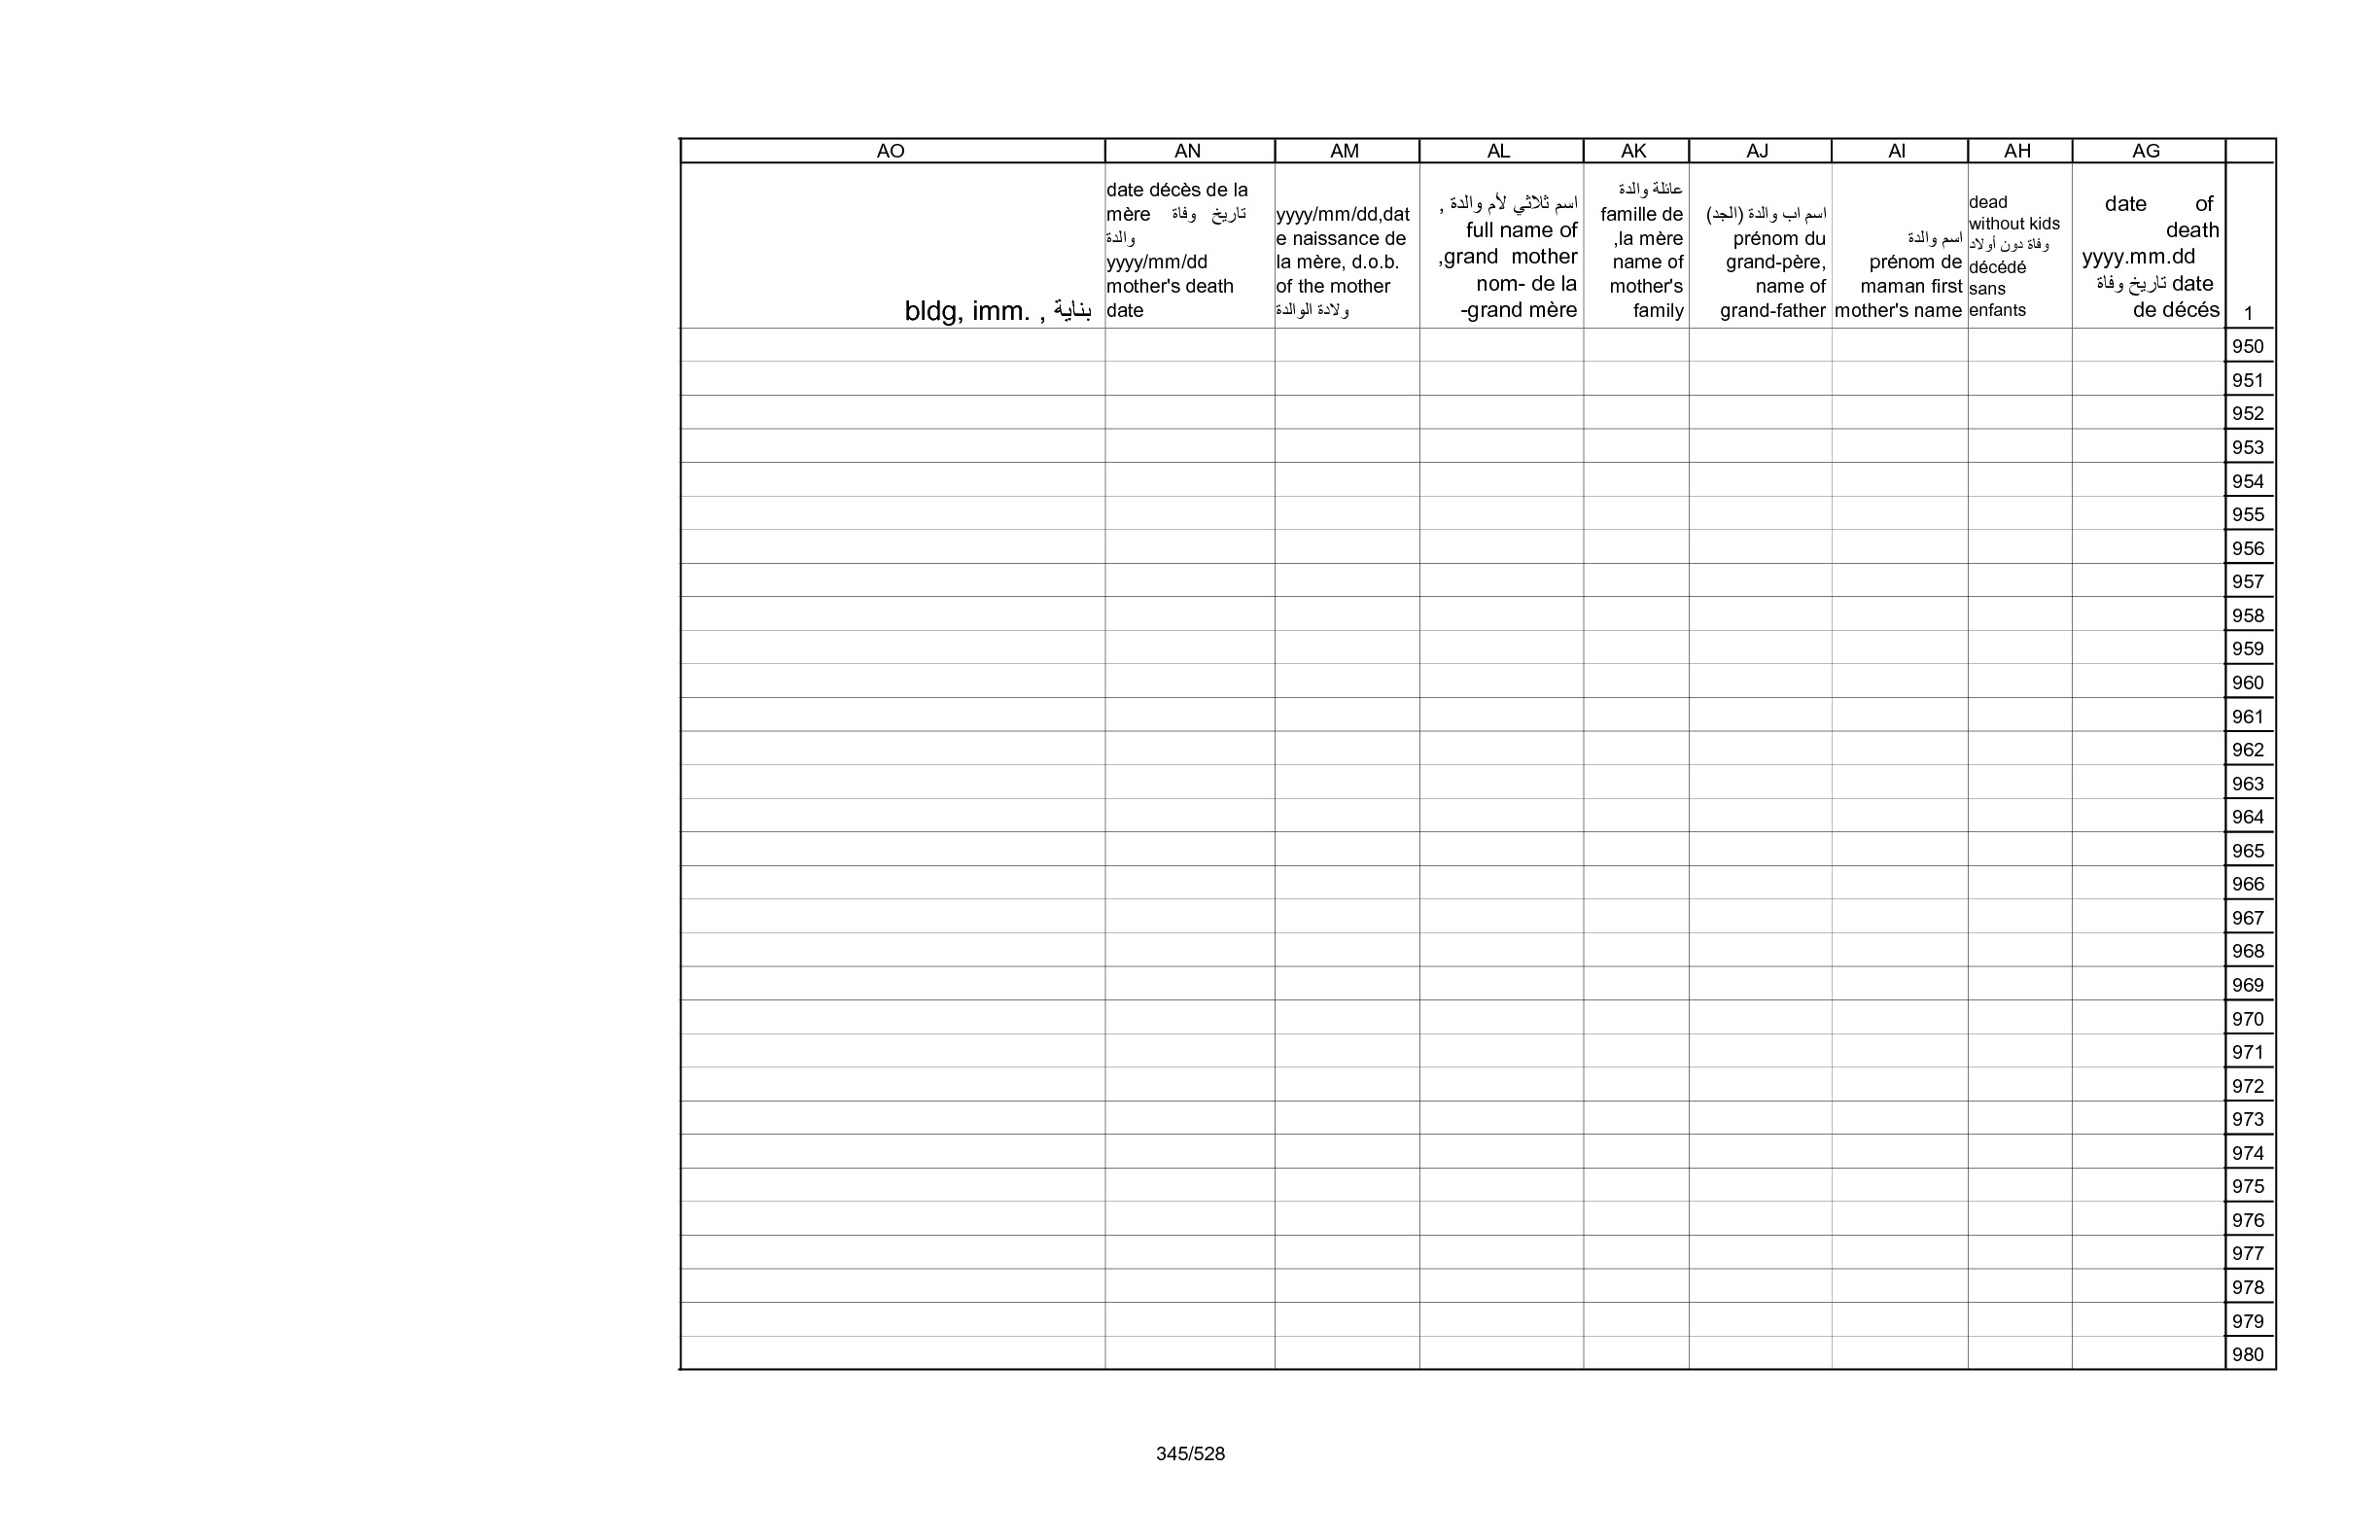 AO AN AM AL AK AJ AI AH AG
bldg, imm. , بناية
date décès de la
mère تاريخ وفاة
والدة
yyyy/mm/dd
mother's death
date
yyyy/mm/dd,dat
e naissance de
la mère, d.o.b.
of the mother
ولادة الوالدة
اسم ثلاثي لأم والدة ,
full name of
,grand mother
nom- de la
-grand mère
عائلة والدة
famille de
,la mère
name of
mother's
family
اسم اب والدة (الجد)
prénom du
grand-père,
name of
grand-father
اسم والدة
prénom de
maman first
mother's name
dead
without kids
وفاة دون أولاد
décédé
sans
enfants
date of
death
yyyy.mm.dd
تاريخ وفاة date
de décés
1
950
951
952
953
954
955
956
957
958
959
960
961
962
963
964
965
966
967
968
969
970
971
972
973
974
975
976
977
978
979
980
345/528